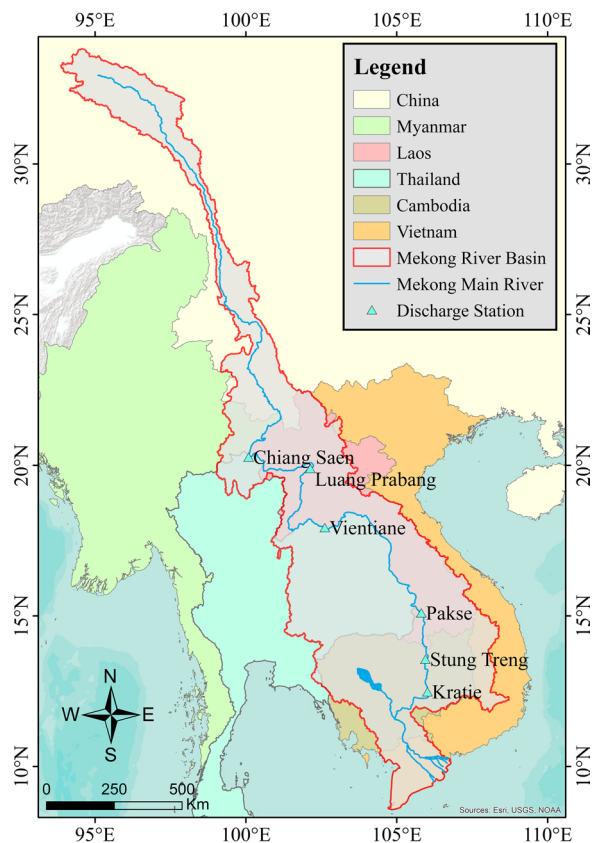 95°E 100°E 105°E 110°E
Legend
China
Myanmar
Laos
Thailand
Cambodia
Vietnam
Mekong River Basin
Mekong Main River
Discharge Station
30°N 30°N
25°N 25°N
20°N 20°N
15°N 15°N
10°N 10°N
Chiang Saen
Luang Prabang
Vientiane
Pakse
Stung Treng
Kratie
N
W E
S
0 250 500
Km
Sources: Esri, USGS, NOAA
95°E 100°E 105°E 110°E